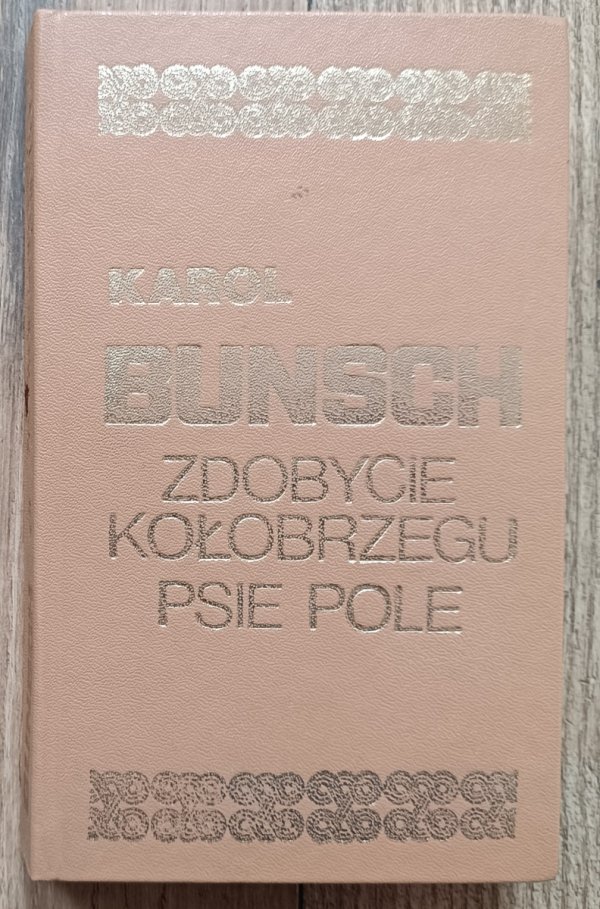 KAROL
BUNSCH
ZDOBYCIE
KOŁOBRZEGU
PSIE POLE